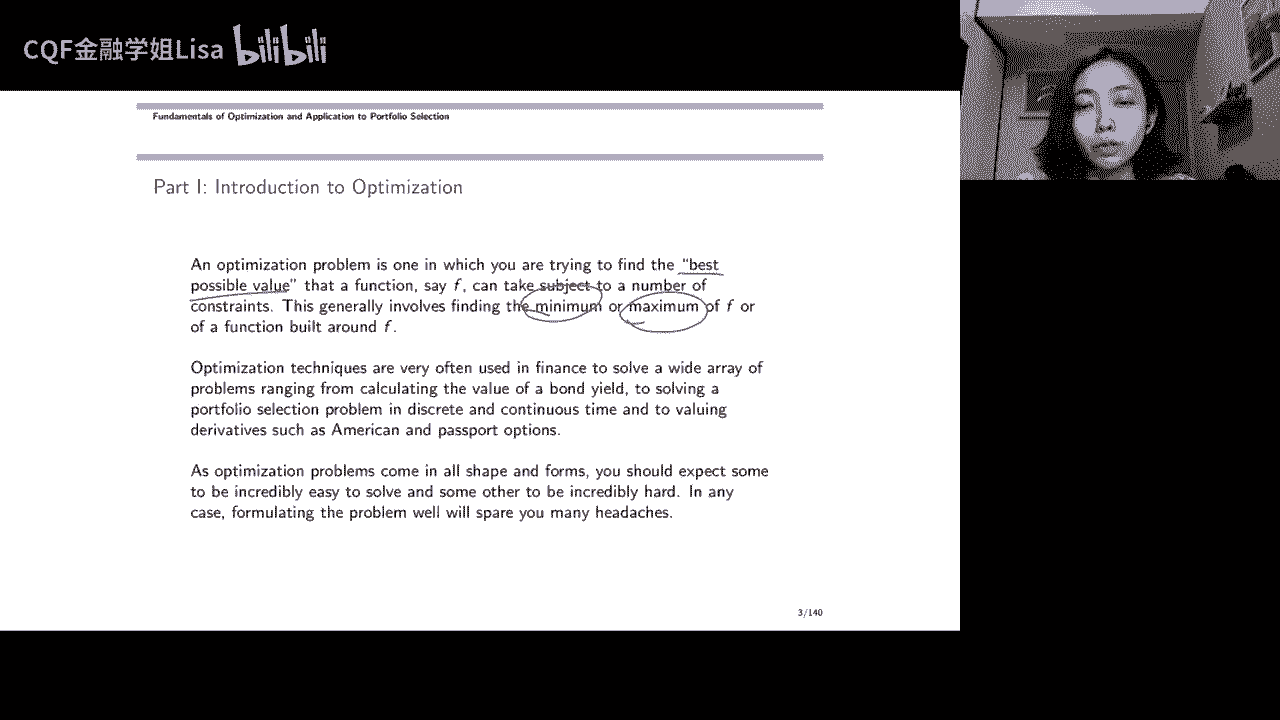 CQF金融学姐Lisa bilibili
Fundamentals of Optimization and Application to Portfolio Selection
Part I: Introduction to Optimization
An optimization problem is one in which you are trying to find the “best
possible value” that a function, say f, can take subject to a number of
constraints. This generally involves finding the minimum or maximum of f or
of a function built around f.
Optimization techniques are very often used in finance to solve a wide array of
problems ranging from calculating the value of a bond yield, to solving a
portfolio selection problem in discrete and continuous time and to valuing
derivatives such as American and passport options.
As optimization problems come in all shape and forms, you should expect some
to be incredibly easy to solve and some other to be incredibly hard. In any
case, formulating the problem well will spare you many headaches.
3/140